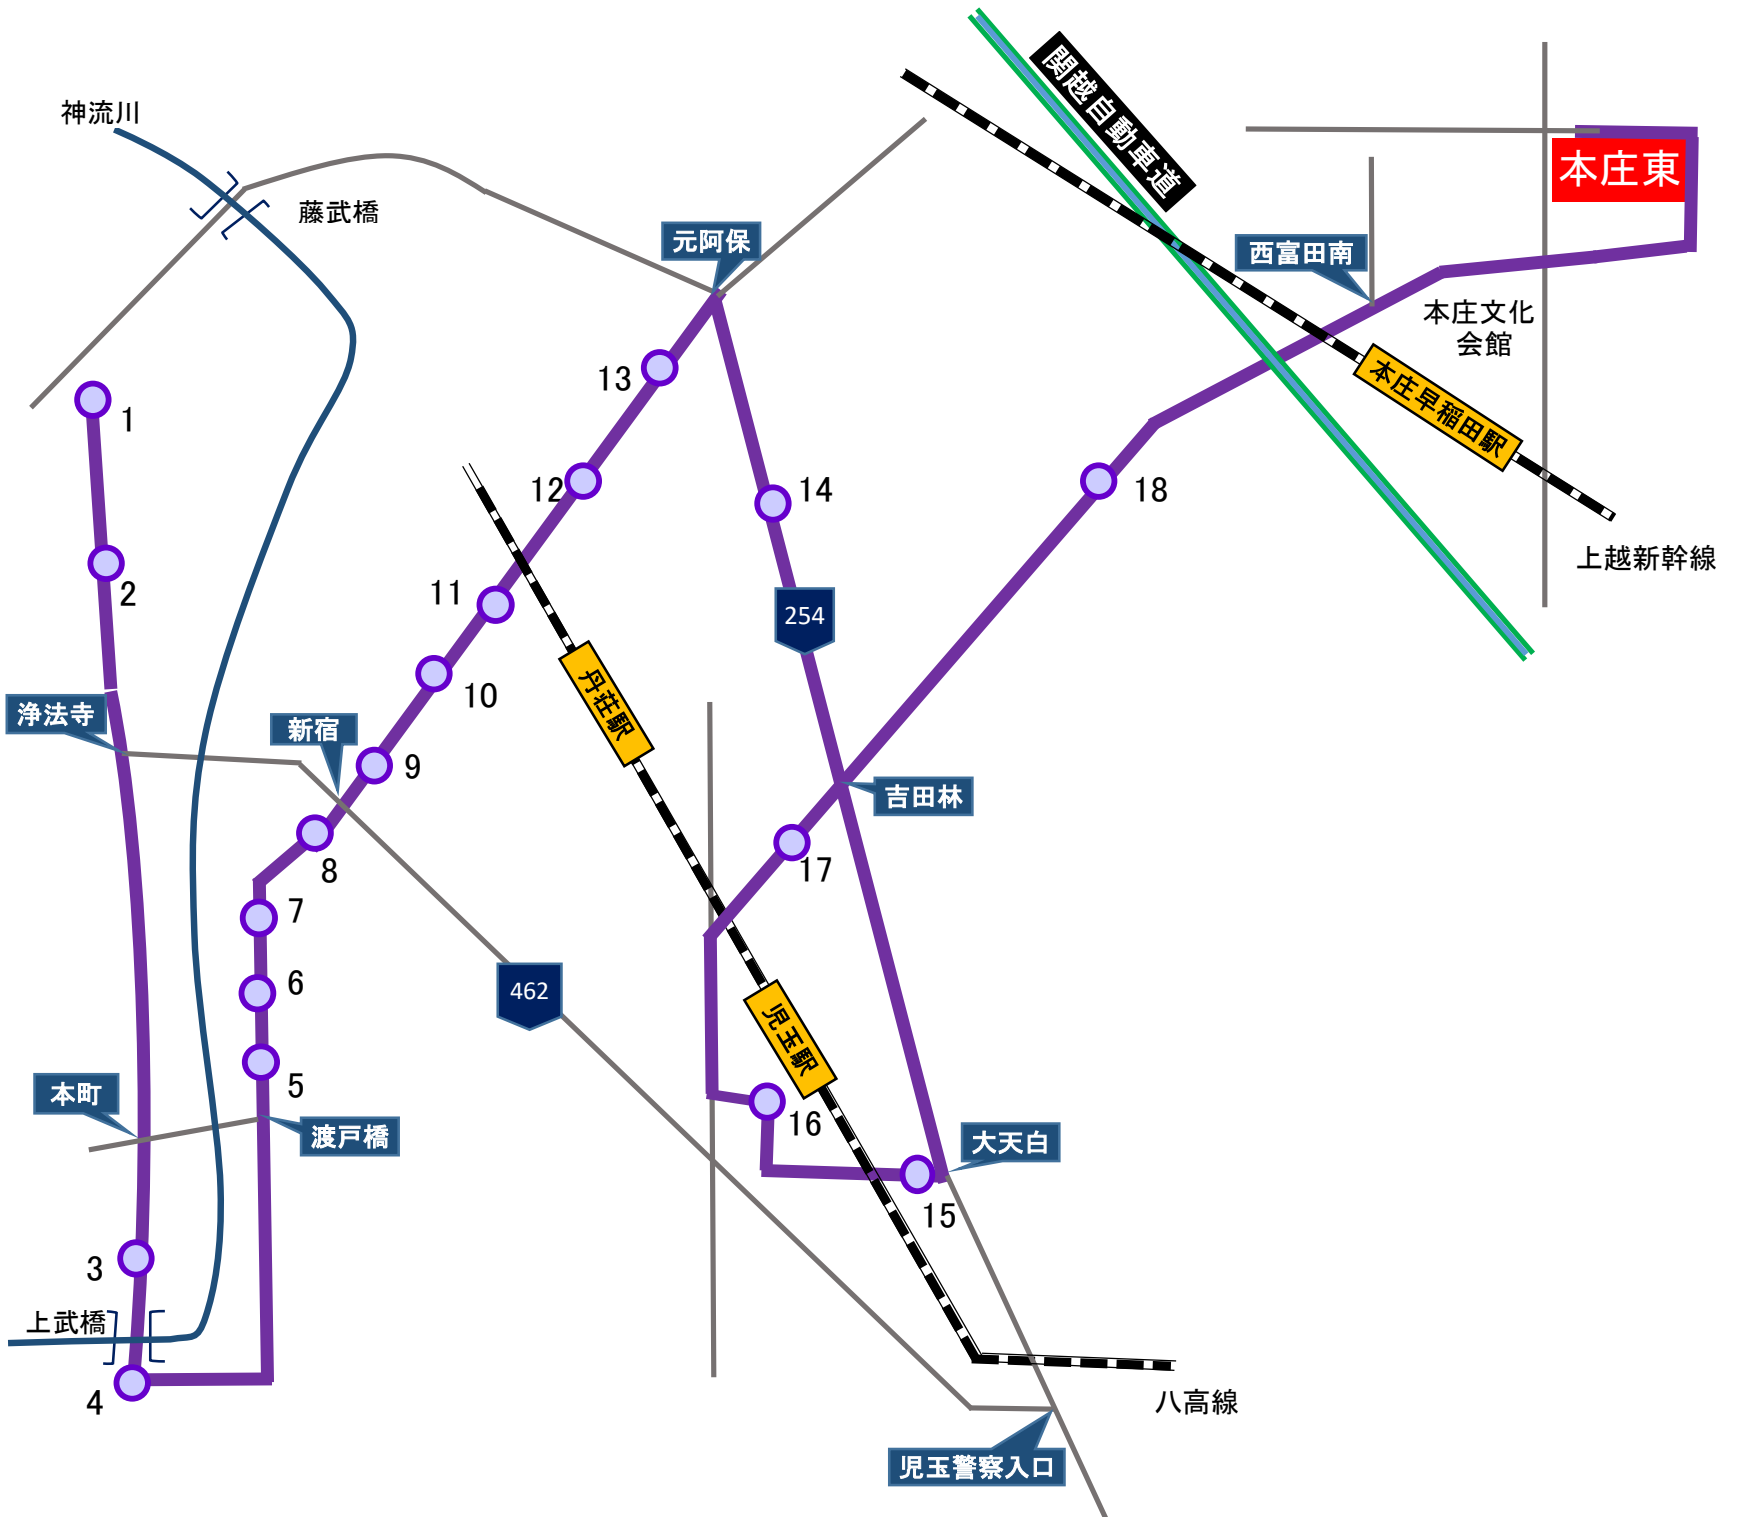 神流川
藤武橋
元阿保
関越自動車道
本庄東
西富田南
本庄文化
会館
本庄早稲田駅
上越新幹線
1
2
13
12
14
18
11
254
10
丹荘駅
浄法寺
新宿
9
吉田林
8
17
7
6
462
児玉駅
5
本町
渡戸橋
16
大天白
15
3
上武橋
4
八高線
児玉警察入口